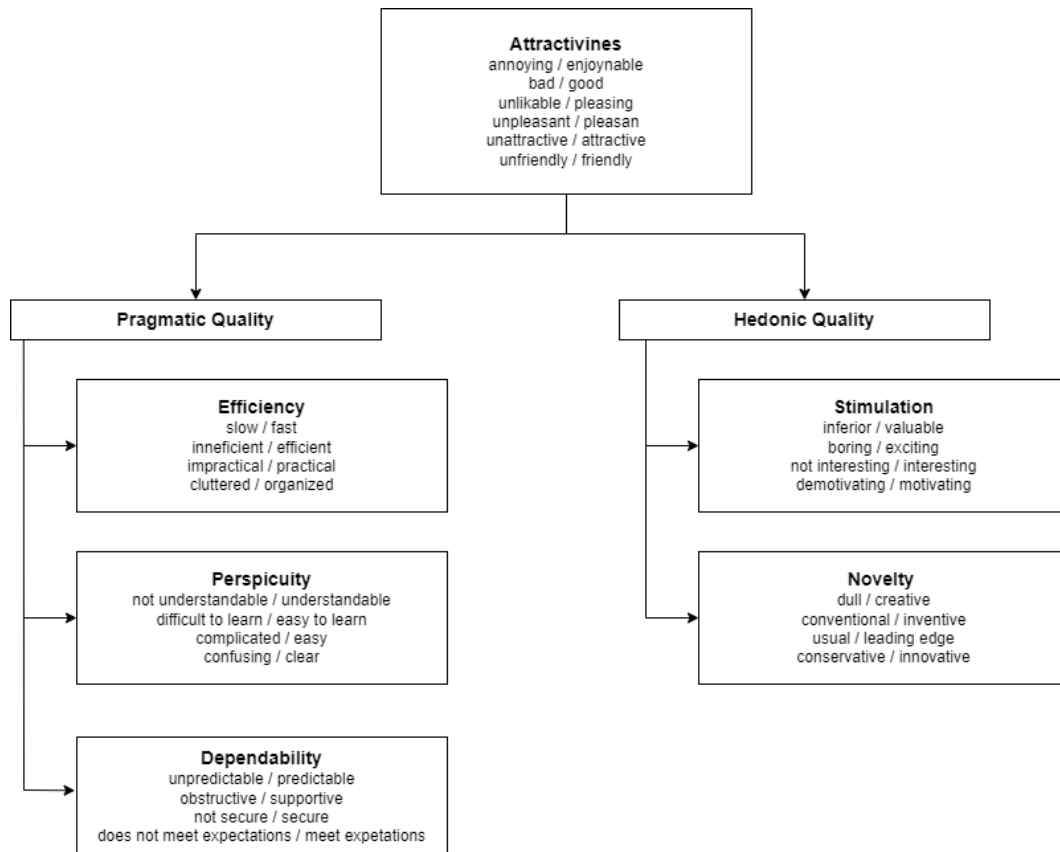 Attractivines
annoying / enjoynable
bad / good
unlikable / pleasing
unpleasant / pleasan
unattractive / attractive
unfriendly / friendly
Pragmatic Quality
Efficiency
slow / fast
inneficient / efficient
impractical / practical
cluttered / organized
Perspicuity
not understandable / understandable
difficult to learn / easy to learn
complicated / easy
confusing / clear
Dependability
unpredictable / predictable
obstructive / supportive
not secure / secure
does not meet expectations / meet expetations
Hedonic Quality
Stimulation
inferior / valuable
boring / exciting
not interesting / interesting
demotivating / motivating
Novelty
dull / creative
conventional / inventive
usual / leading edge
conservative / innovative